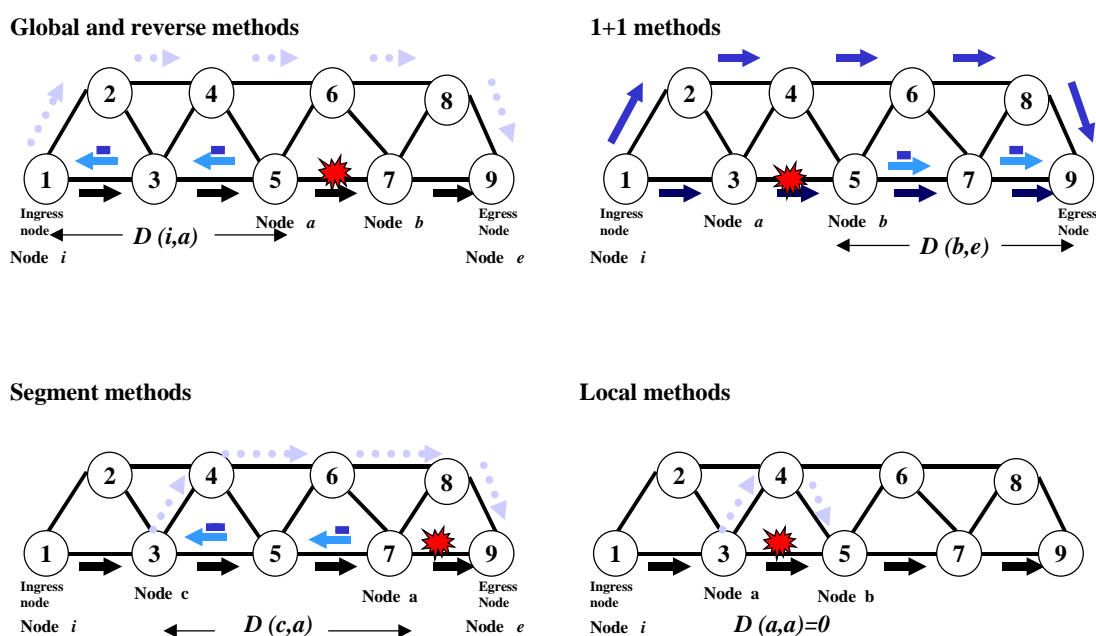 Global and reverse methods
2 4 6 8
1 3 5 7 9
Ingress
node
Node i
D (i,a)
Node a Node b
Egress
Node
Node e
1+1 methods
2 4 6 8
1 3 5 7 9
Ingress
node
Node i
Node a Node b
D (b,e)
Egress
Node
Segment methods
2 4 6 8
1 3 5 7 9
Ingress
node
Node i
Node c Node a
D (c,a)
Egress
Node
Node e
Local methods
2 4 6 8
1 3 5 7 9
Ingress
node
Node i
Node a Node b
D (a,a)=0